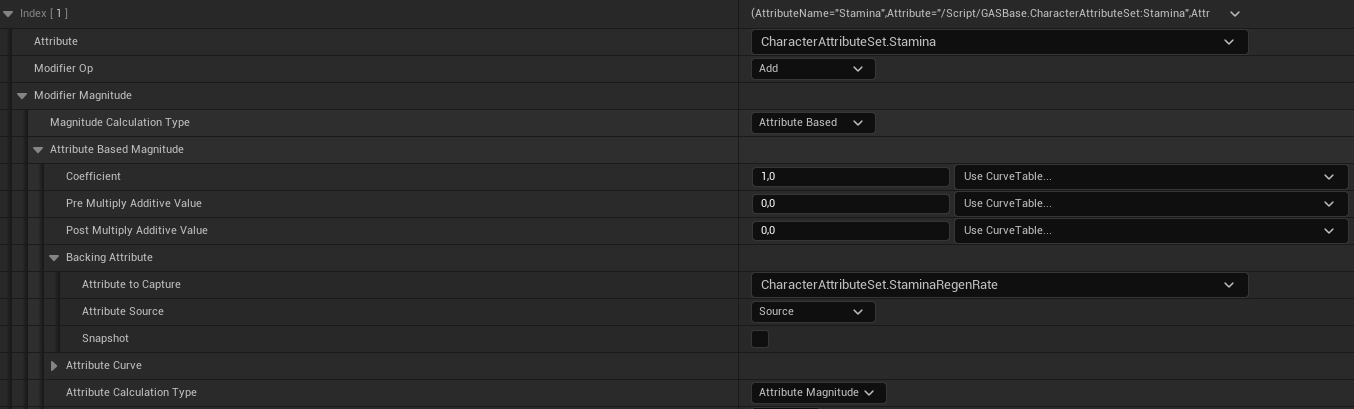 Index [ 1 ] (AttributeName="Stamina",Attribute="/Script/GASBase.CharacterAttributeSet:Stamina",Attr
Attribute CharacterAttributeSet.Stamina
Modifier Op Add
Modifier Magnitude
Magnitude Calculation Type Attribute Based
Attribute Based Magnitude
Coefficient 1,0 Use CurveTable...
Pre Multiply Additive Value 0,0 Use CurveTable...
Post Multiply Additive Value 0,0 Use CurveTable...
Backing Attribute
Attribute to Capture CharacterAttributeSet.StaminaRegenRate
Attribute Source Source
Snapshot
Attribute Curve
Attribute Calculation Type Attribute Magnitude